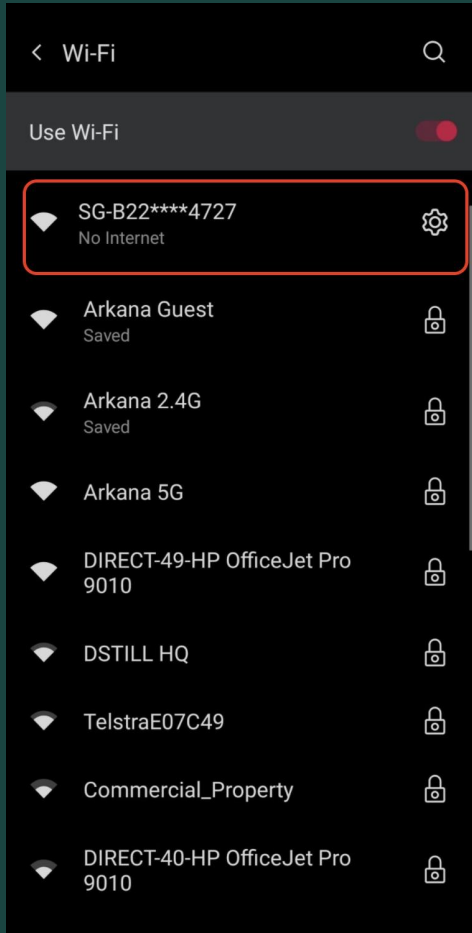 Wi-Fi
Use Wi-Fi
SG-B22****4727
No Internet
Arkana Guest
Saved
Arkana 2.4G
Saved
Arkana 5G
DIRECT-49-HP OfficeJet Pro
9010
DSTILL HQ
TelstraE07C49
Commercial_Property
DIRECT-40-HP OfficeJet Pro
9010